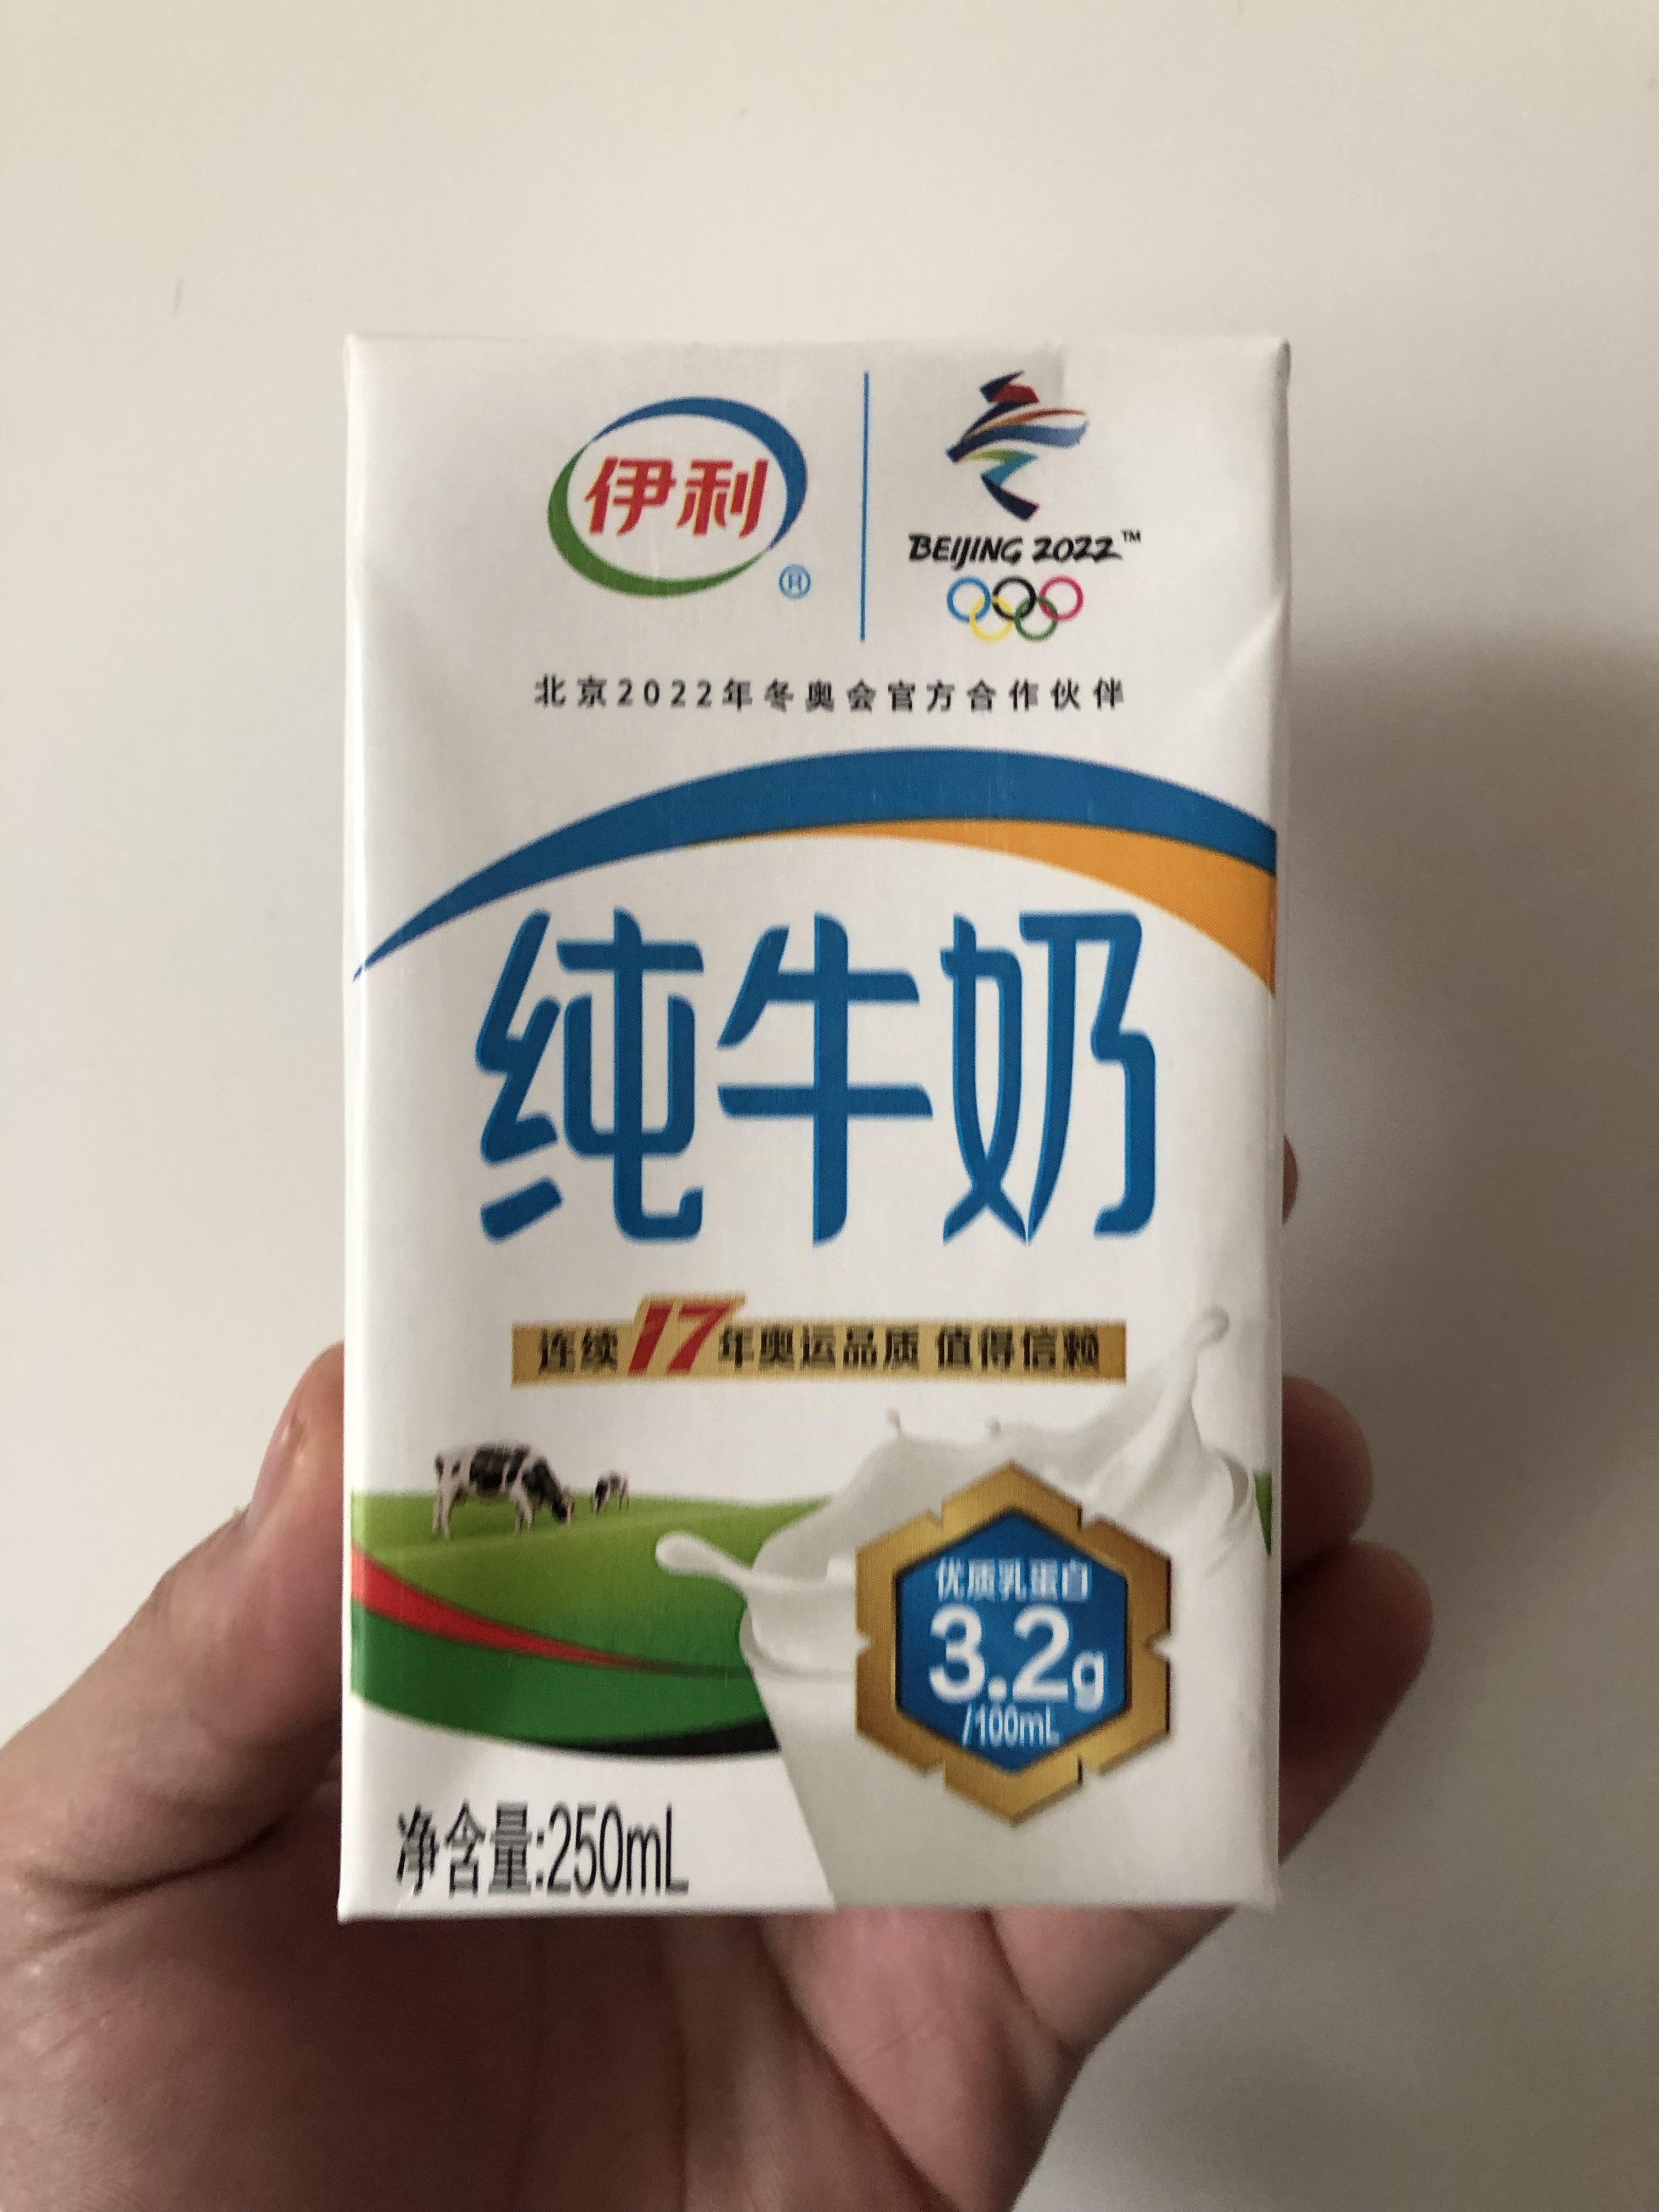 伊利
®
BEIJING 2022™
北京2022年冬奥会官方合作伙伴
纯牛奶
连续17年奥运品质 值得信赖
优质乳蛋白
3.2g
/100mL
净含量:250mL